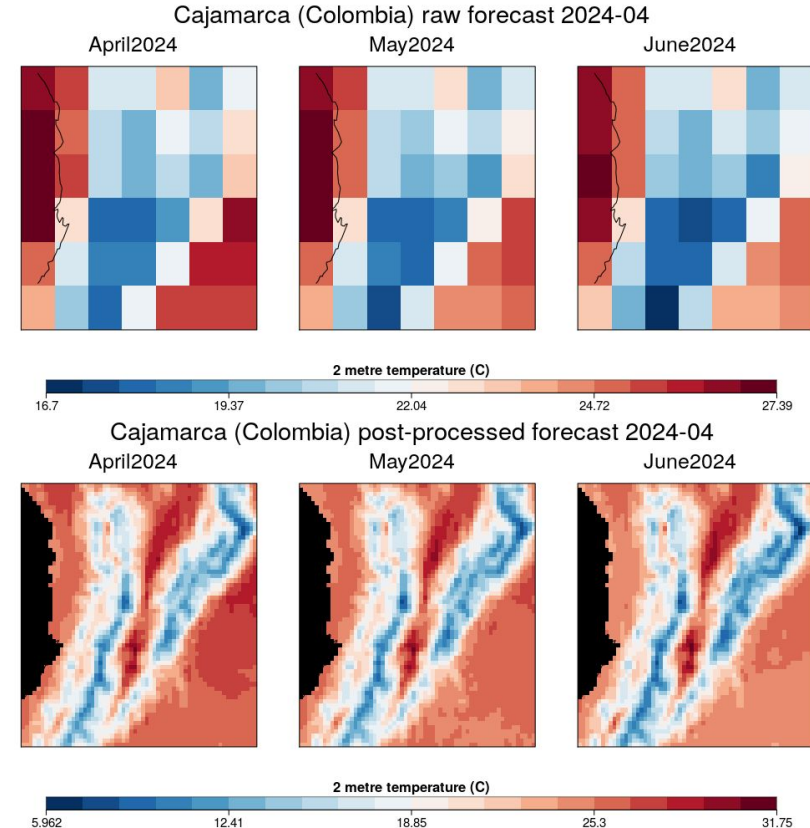 Cajamarca (Colombia) raw forecast 2024-04
April2024 May2024 June2024
2 metre temperature (C)
16.7 19.37 22.04 24.72 27.39
Cajamarca (Colombia) post-processed forecast 2024-04
April2024 May2024 June2024
2 metre temperature (C)
5.962 12.41 18.85 25.3 31.75